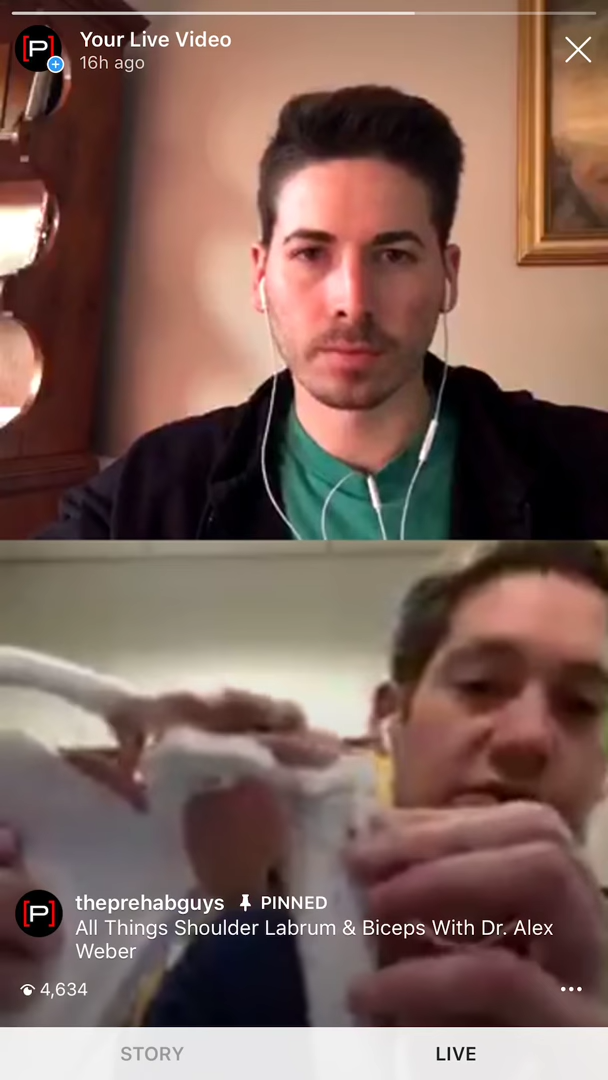 [P]
Your Live Video
16h ago
[P]
theprehabguys PINNED
All Things Shoulder Labrum & Biceps With Dr. Alex
Weber
4,634
STORY LIVE